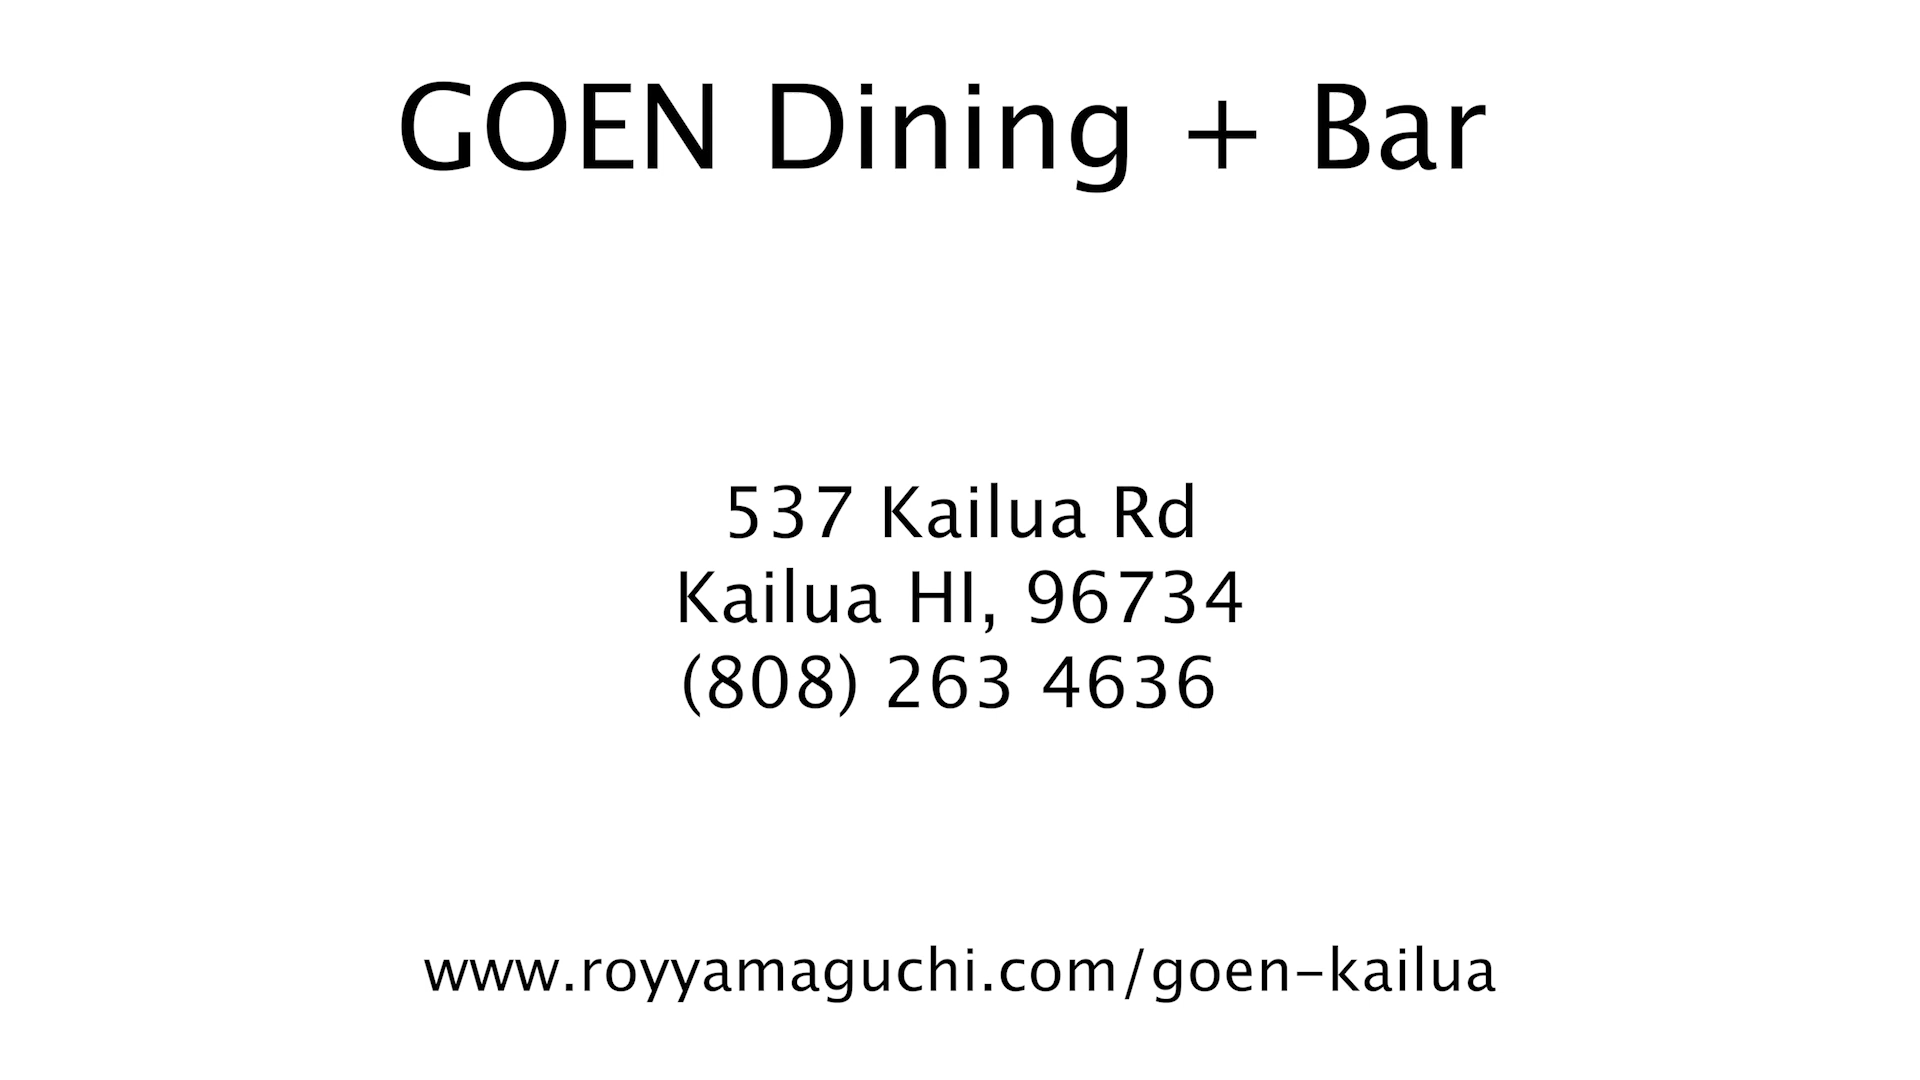 GOEN Dining + Bar
537 Kailua Rd
Kailua HI, 96734
(808) 263 4636
www.royyamaguchi.com/goen-kailua